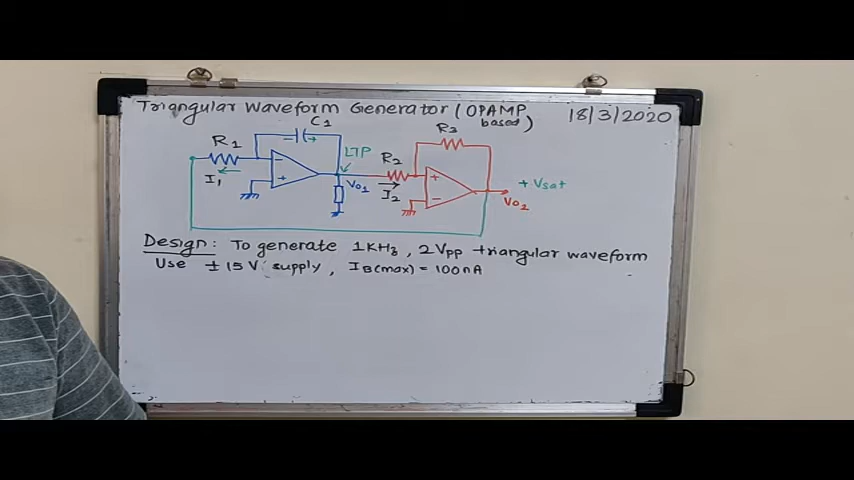 Triangular Waveform Generator (OPAMP based)
18/3/2020
C1
R3
R1
LTP
R2
- +
-
+
I1
Vo1
I2
+
-
+ Vsat
Vo2
Design: To generate 1KHz, 2Vpp triangular waveform
Use ± 15V supply, IB(max) = 100nA